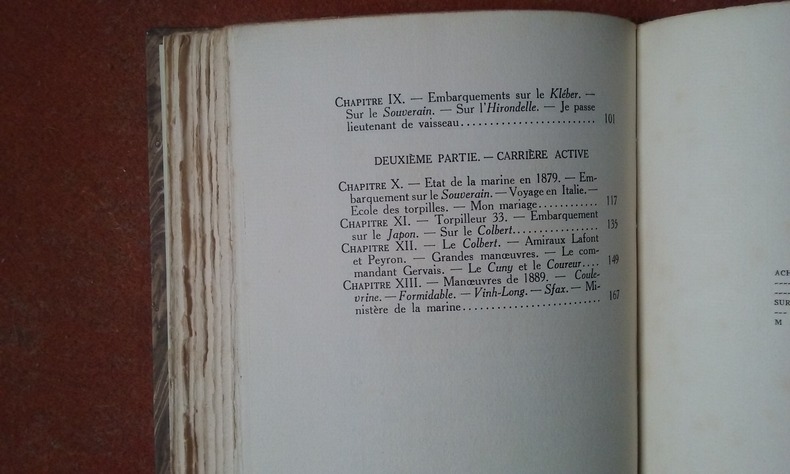 CHAPITRE IX. — Embarquements sur le Kléber. —
Sur le Souverain. — Sur l'Hirondelle. — Je passe
lieutenant de vaisseau........................ 101
DEUXIÈME PARTIE. — CARRIÈRE ACTIVE
CHAPITRE X. — Etat de la marine en 1879. — Em-
barquement sur le Souverain. — Voyage en Italie. —
Ecole des torpilles. — Mon mariage............ 117
CHAPITRE XI. — Torpilleur 33. — Embarquement
sur le Japon. — Sur le Colbert................. 135
CHAPITRE XII. — Le Colbert. — Amiraux Lafont
et Peyron. — Grandes manœuvres. — Le com-
mandant Gervais. — Le Cuny et le Coureur.... 149
CHAPITRE XIII. — Manœuvres de 1889. — Coule-
vrine. — Formidable. — Vinh-Long. — Sfax. — Mi-
nistère de la marine........................... 167
ACH
SUR
M